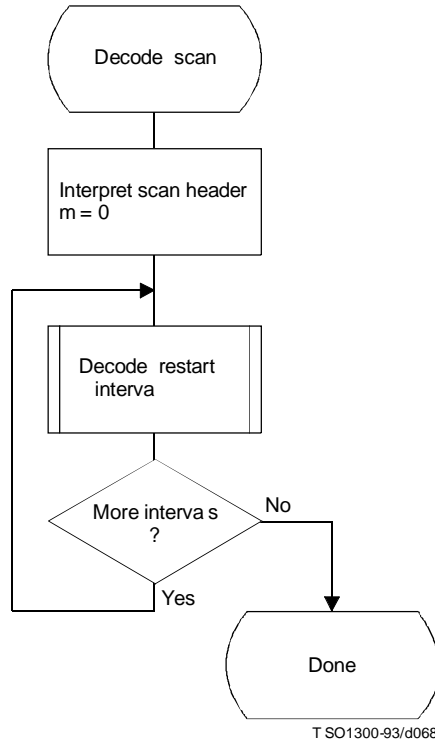 Decode scan
Interpret scan header
m = 0
Decode restart
interva
More interva s
?
No
Yes
Done
T SO1300-93/d068